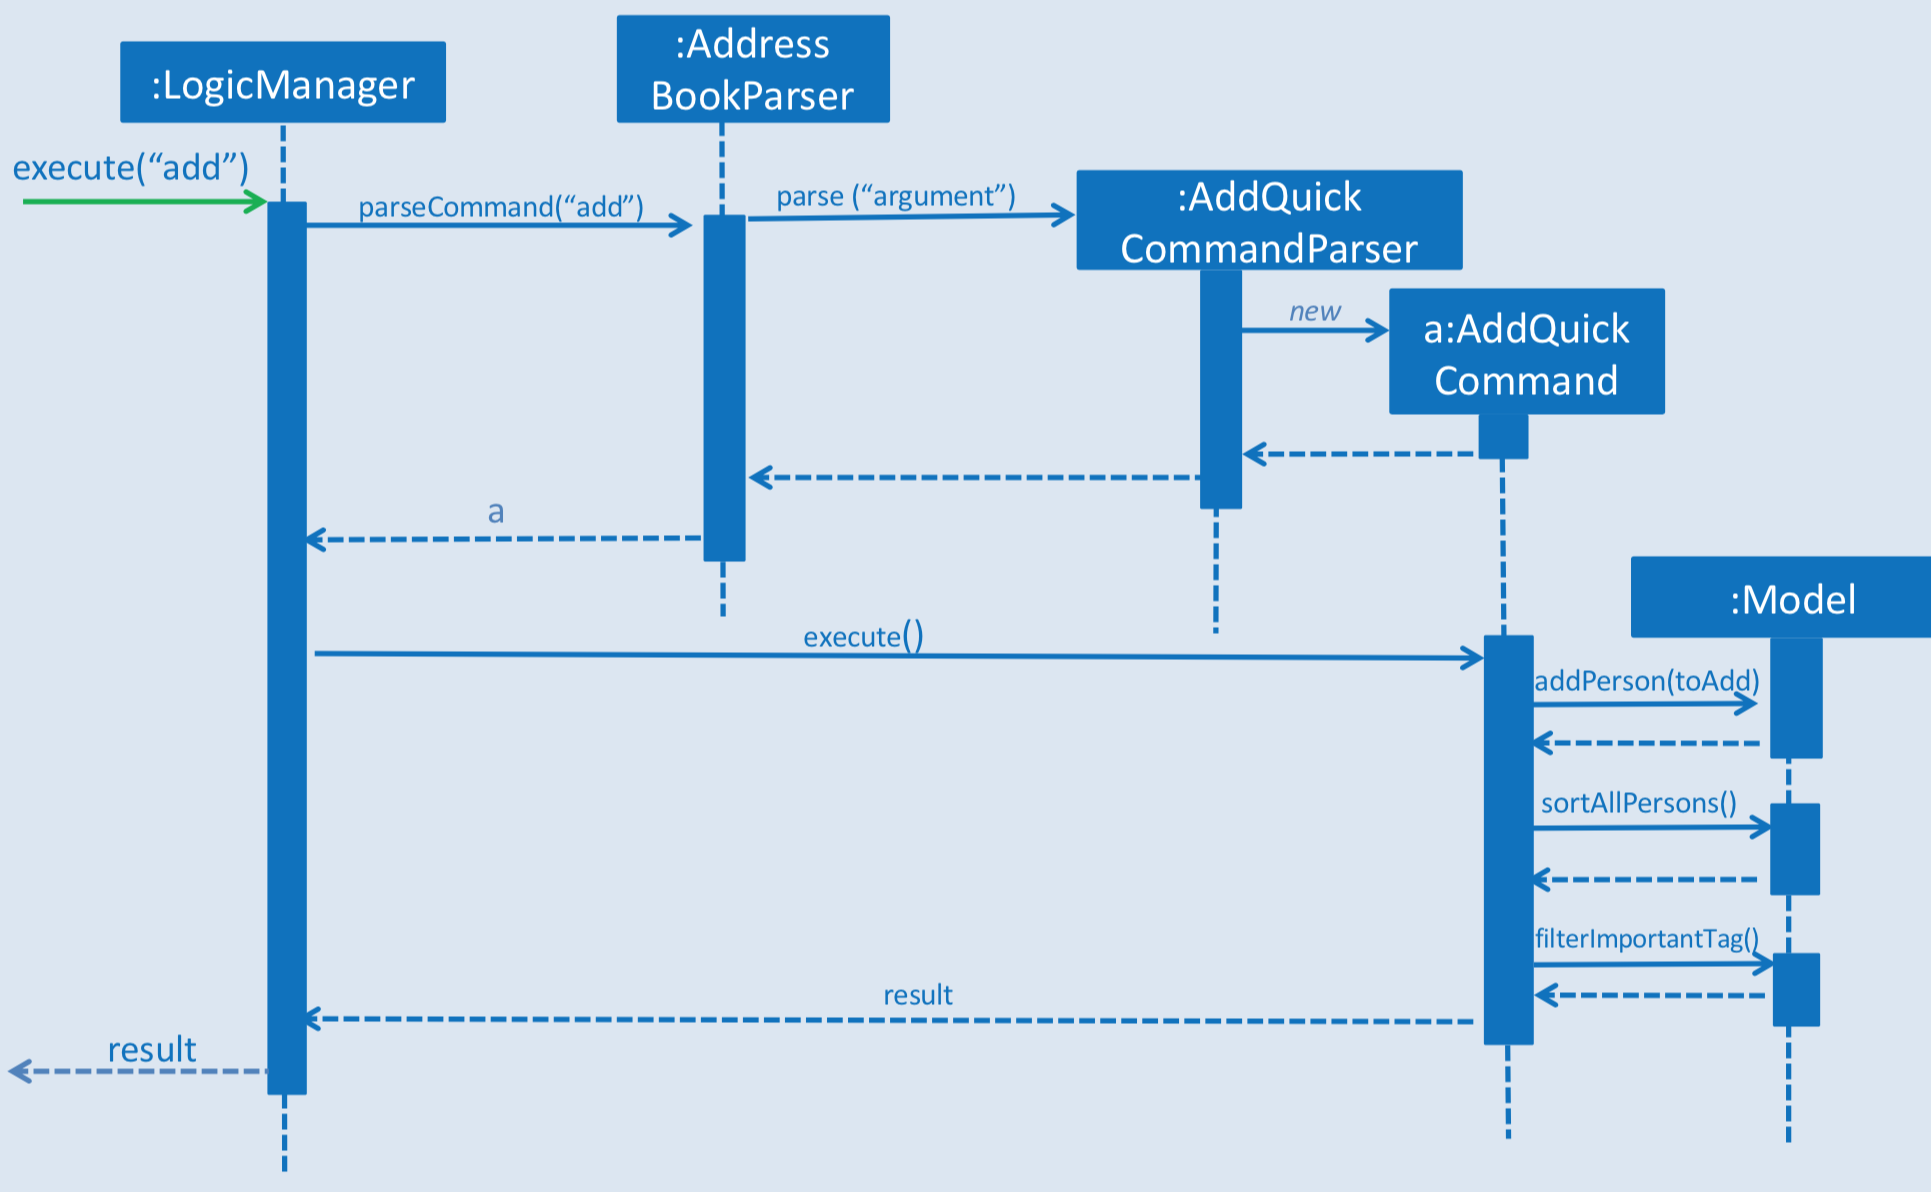 :LogicManager
:Address
BookParser
execute(“add”)
parseCommand(“add”)
parse (“argument”)
:AddQuick
CommandParser
new
a:AddQuick
Command
a
:Model
execute()
addPerson(toAdd)
sortAllPersons()
filterImportantTag()
result
result